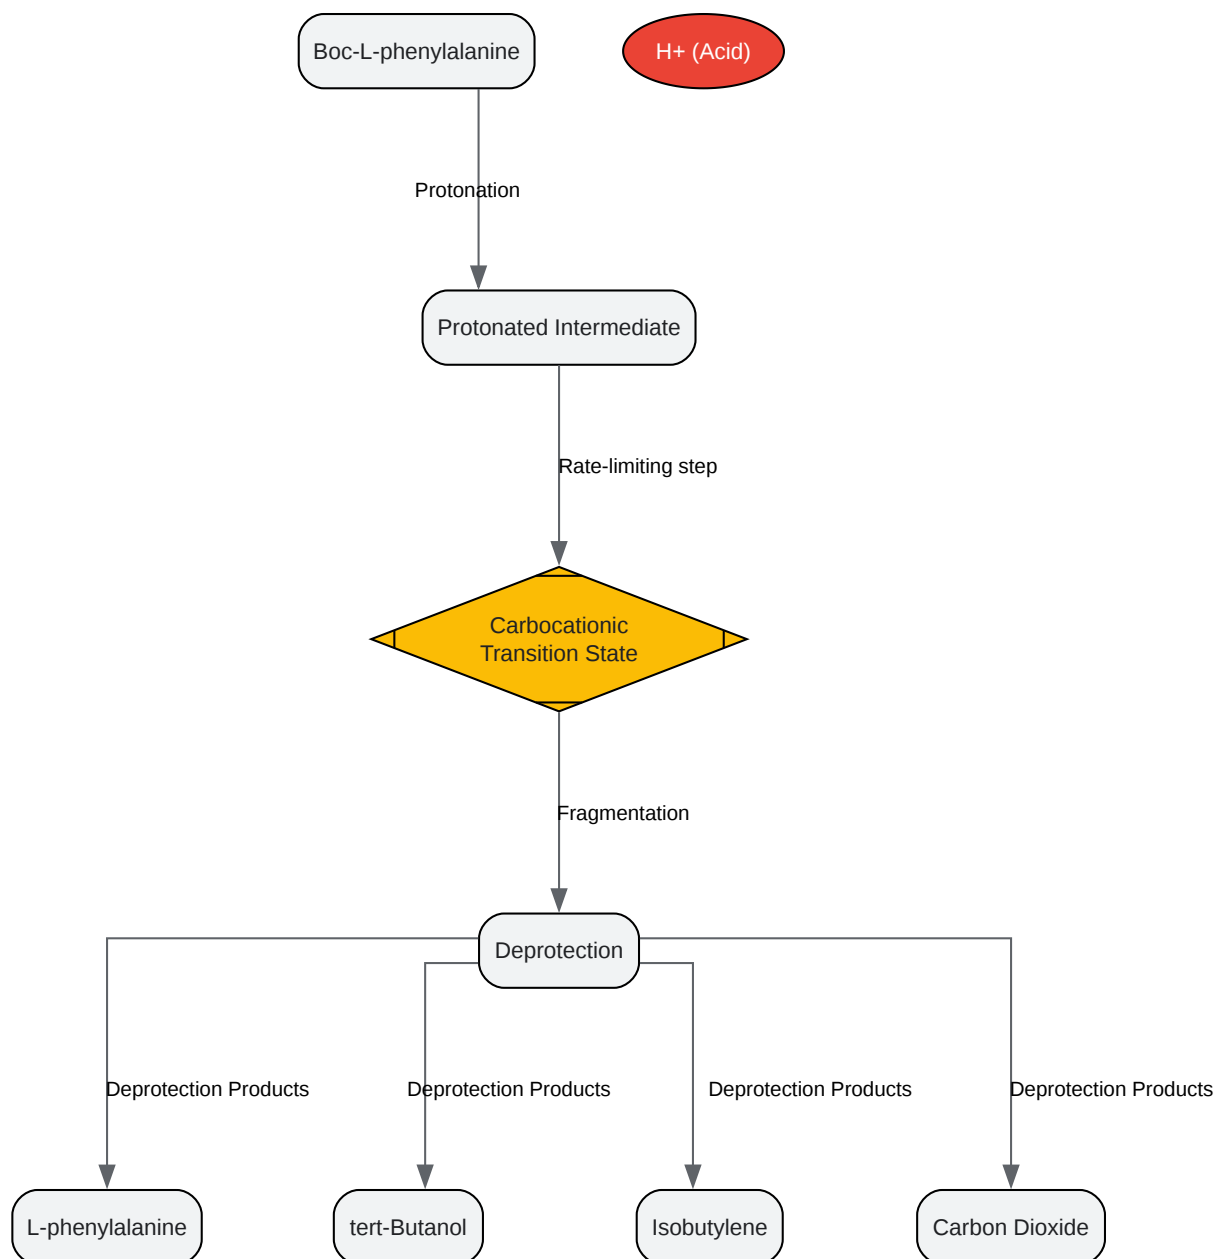 Boc-L-phenylalanine
H+ (Acid)
Protonation
Protonated Intermediate
Rate-limiting step
Carbocationic
Transition State
Fragmentation
Deprotection
Deprotection Products
Deprotection Products
Deprotection Products
Deprotection Products
L-phenylalanine
tert-Butanol
Isobutylene
Carbon Dioxide